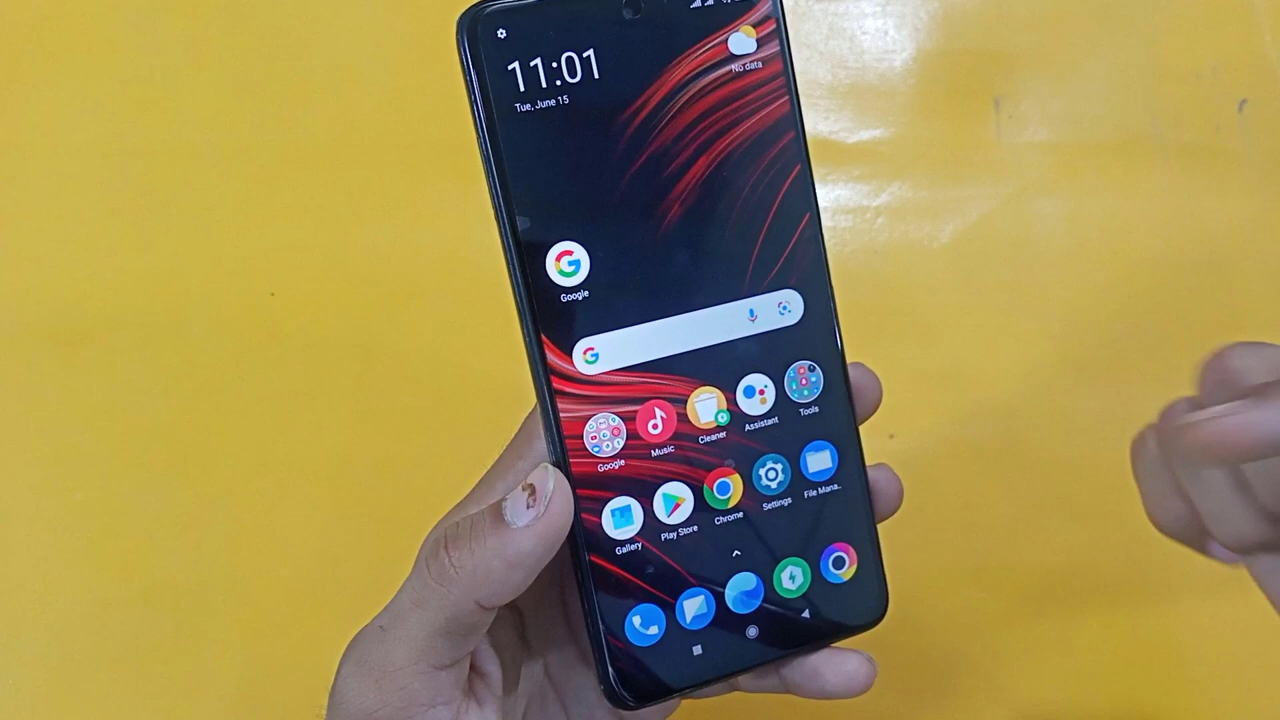 11:01
Tue, June 15
No data
Google
Google
Music
Cleaner
Assistant
Tools
Gallery
Play Store
Chrome
Settings
File Mana..